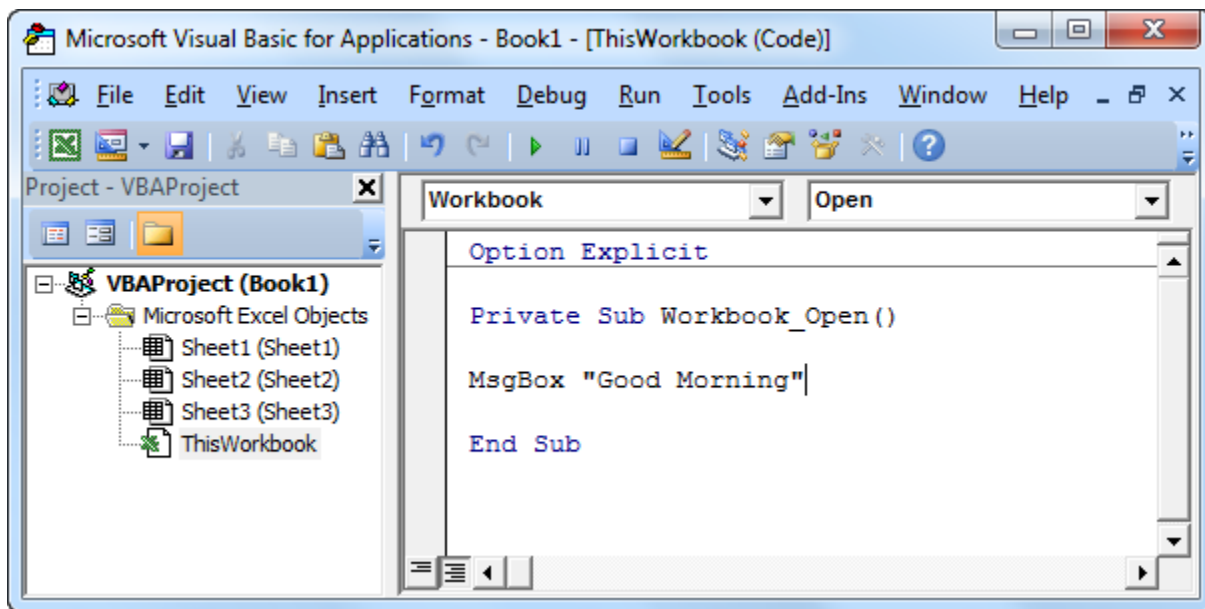 Microsoft Visual Basic for Applications - Book1 - [ThisWorkbook (Code)]
File Edit View Insert Format Debug Run Tools Add-Ins Window Help
Project - VBAProject
Workbook Open
VBAProject (Book1)
Microsoft Excel Objects
Sheet1 (Sheet1)
Sheet2 (Sheet2)
Sheet3 (Sheet3)
ThisWorkbook
Option Explicit
Private Sub Workbook_Open()
MsgBox "Good Morning"
End Sub